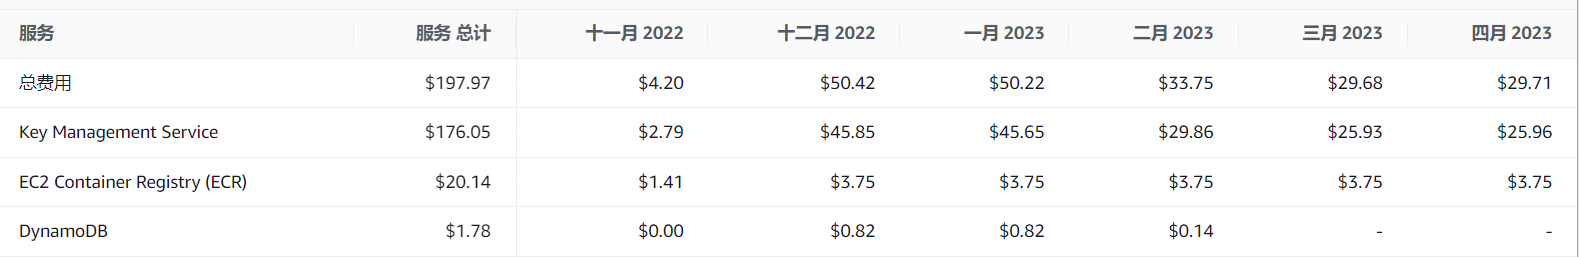 服务 服务 总计 十一月 2022 十二月 2022 一月 2023 二月 2023 三月 2023 四月 2023
总费用 $197.97 $4.20 $50.42 $50.22 $33.75 $29.68 $29.71
Key Management Service $176.05 $2.79 $45.85 $45.65 $29.86 $25.93 $25.96
EC2 Container Registry (ECR) $20.14 $1.41 $3.75 $3.75 $3.75 $3.75 $3.75
DynamoDB $1.78 $0.00 $0.82 $0.82 $0.14 - -